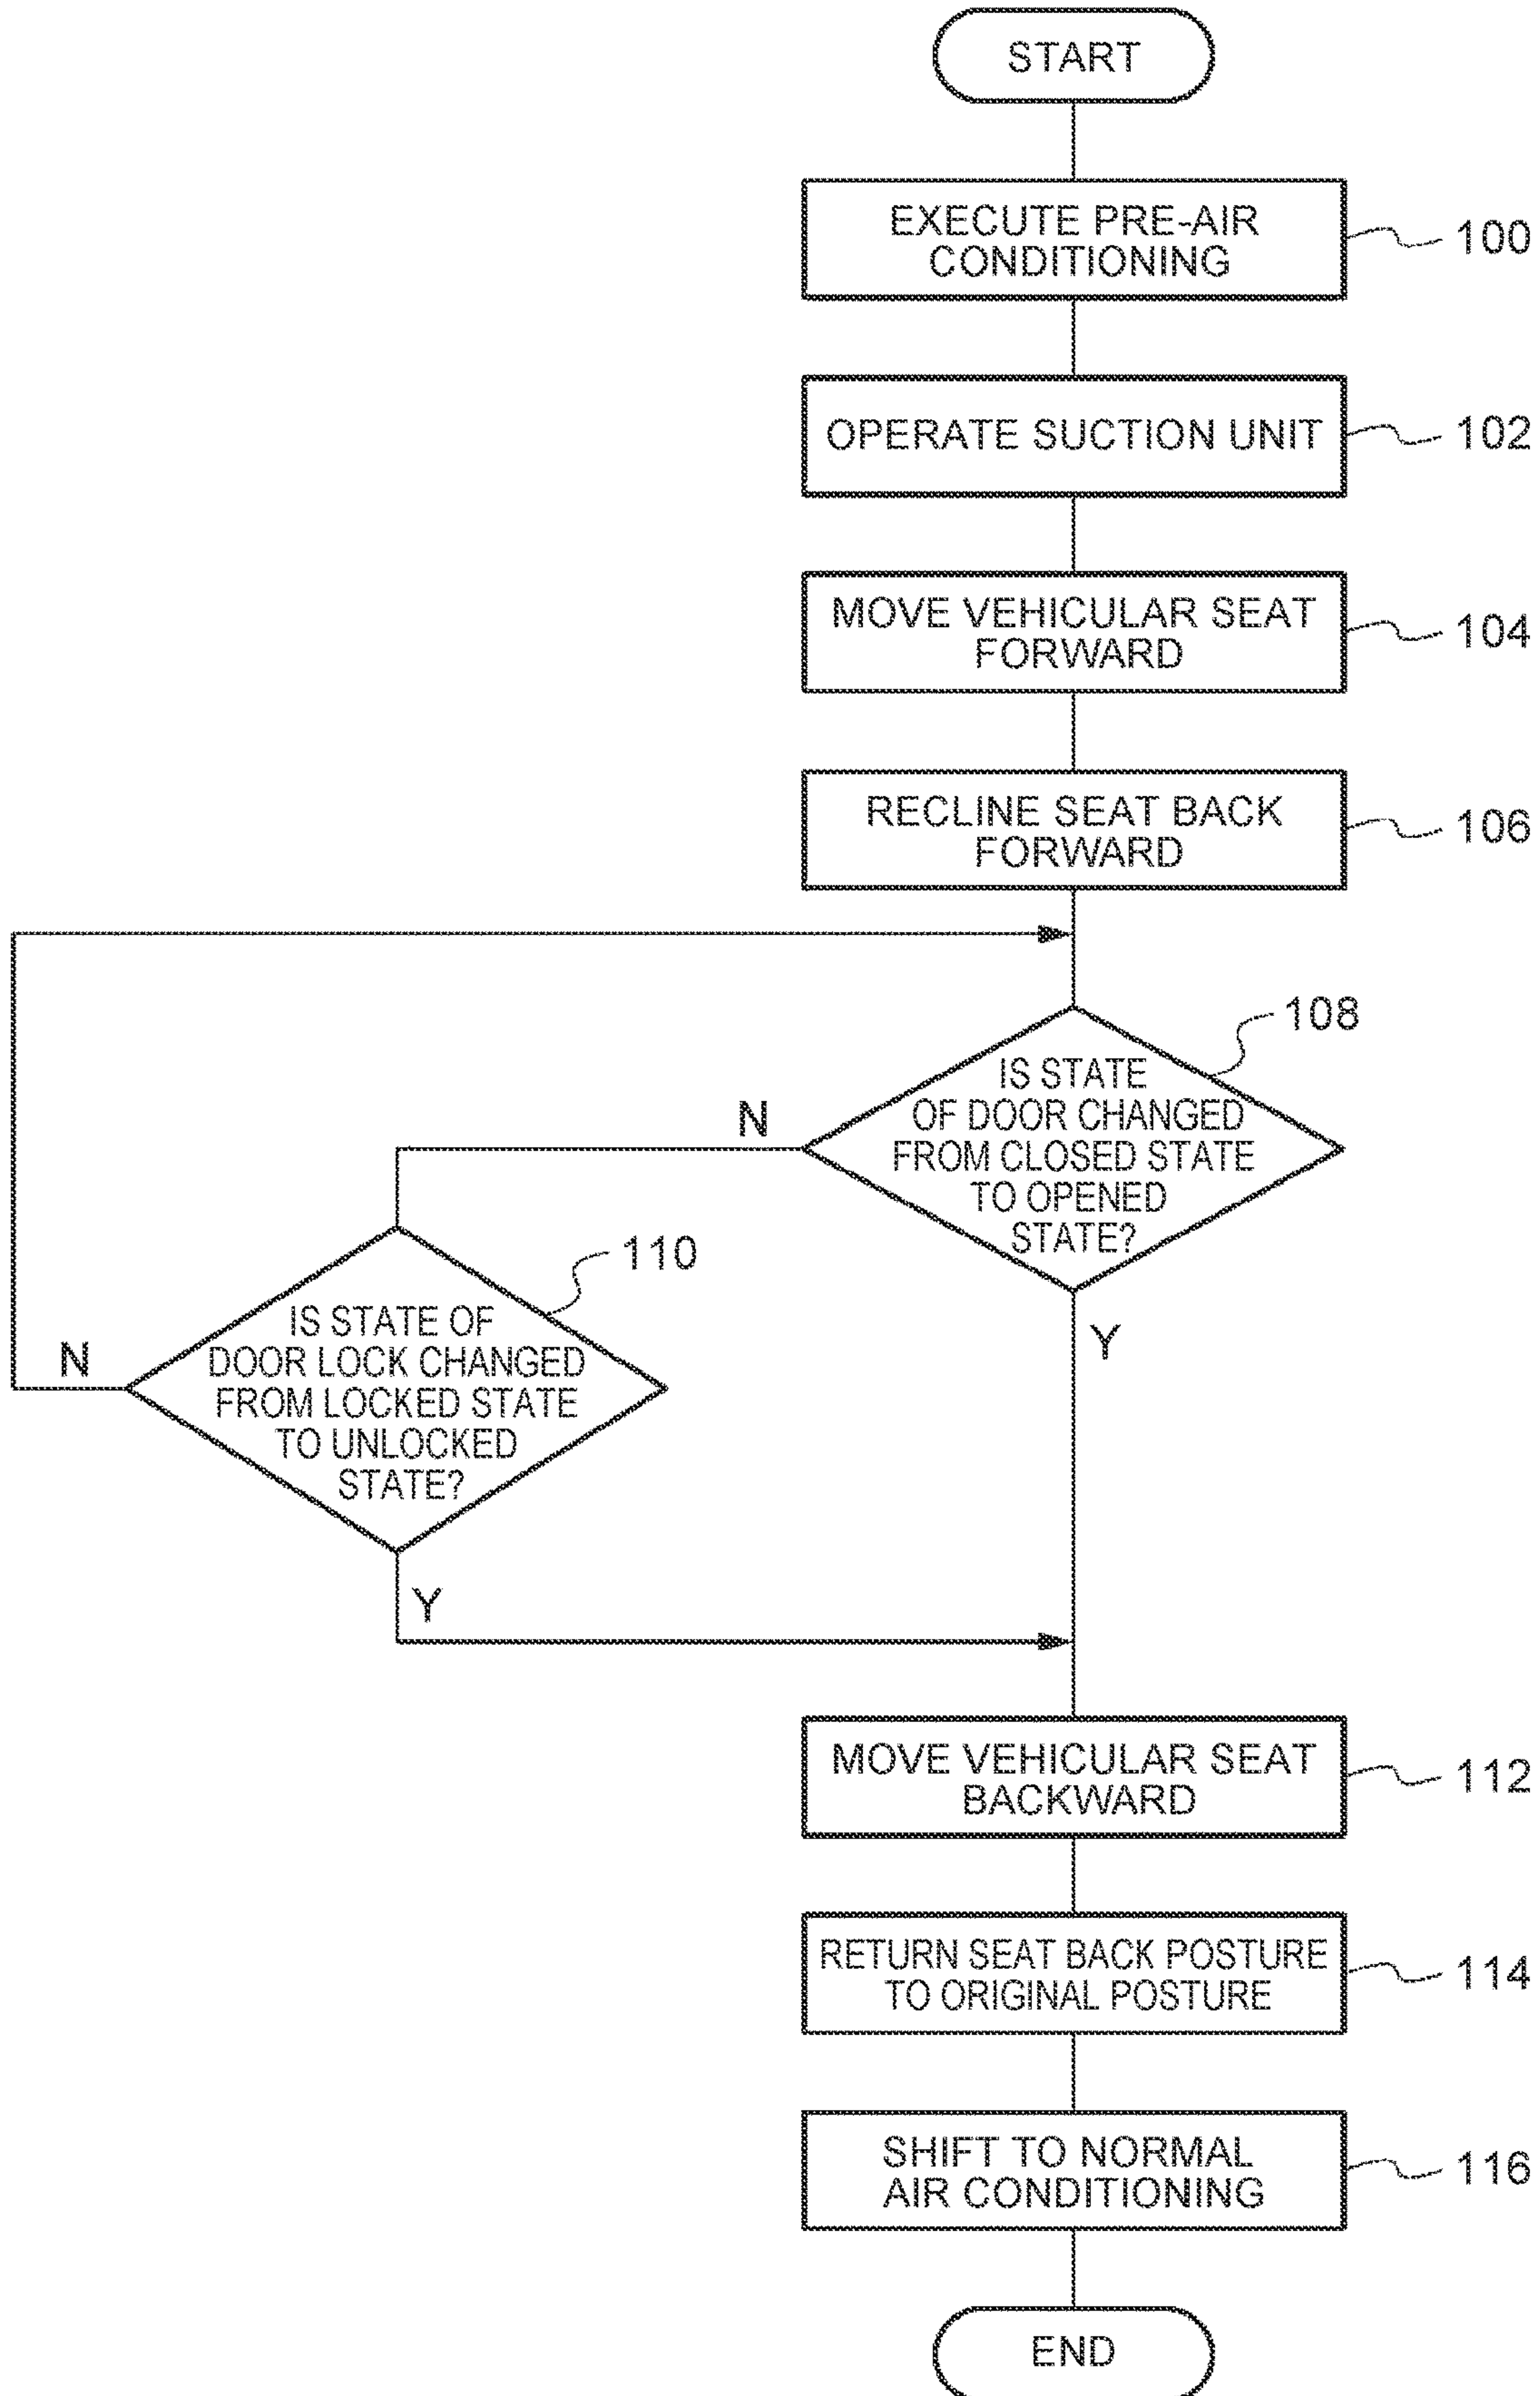 START
EXECUTE PRE-AIR
CONDITIONING
100
OPERATE SUCTION UNIT
102
MOVE VEHICULAR SEAT
FORWARD
104
RECLINE SEAT BACK
FORWARD
106
108
IS STATE
OF DOOR CHANGED
FROM CLOSED STATE
TO OPENED
STATE?
N
Y
110
IS STATE OF
DOOR LOCK CHANGED
FROM LOCKED STATE
TO UNLOCKED
STATE?
N
Y
MOVE VEHICULAR SEAT
BACKWARD
112
RETURN SEAT BACK POSTURE
TO ORIGINAL POSTURE
114
SHIFT TO NORMAL
AIR CONDITIONING
116
END